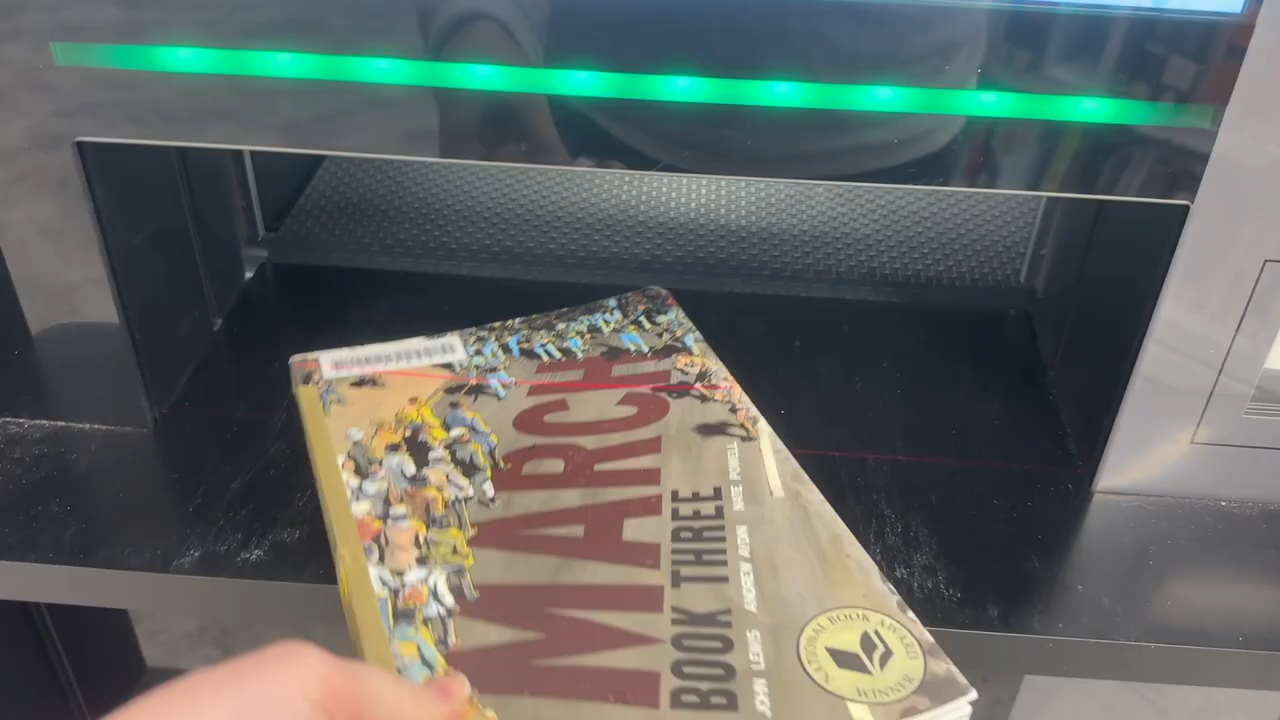 MARCH
BOOK THREE
JOHN LEWIS ANDREW AYDIN NATE POWELL
NATIONAL BOOK AWARD
WINNER